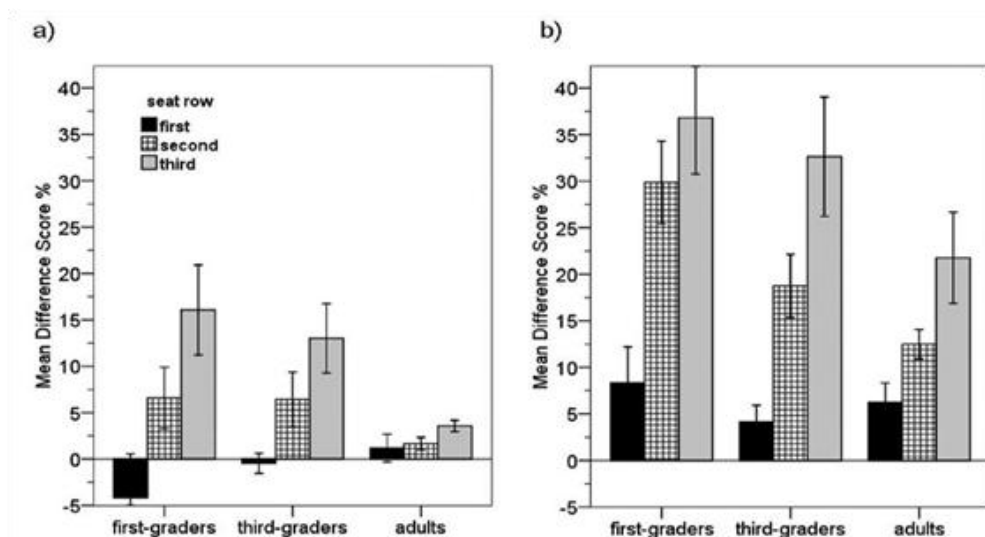 a)
Mean Difference Score %
40
35
30
25
20
15
10
5
0
-5
seat row
first
second
third
first-graders third-graders adults
b)
Mean Difference Score %
40
35
30
25
20
15
10
5
0
-5
first-graders third-graders adults